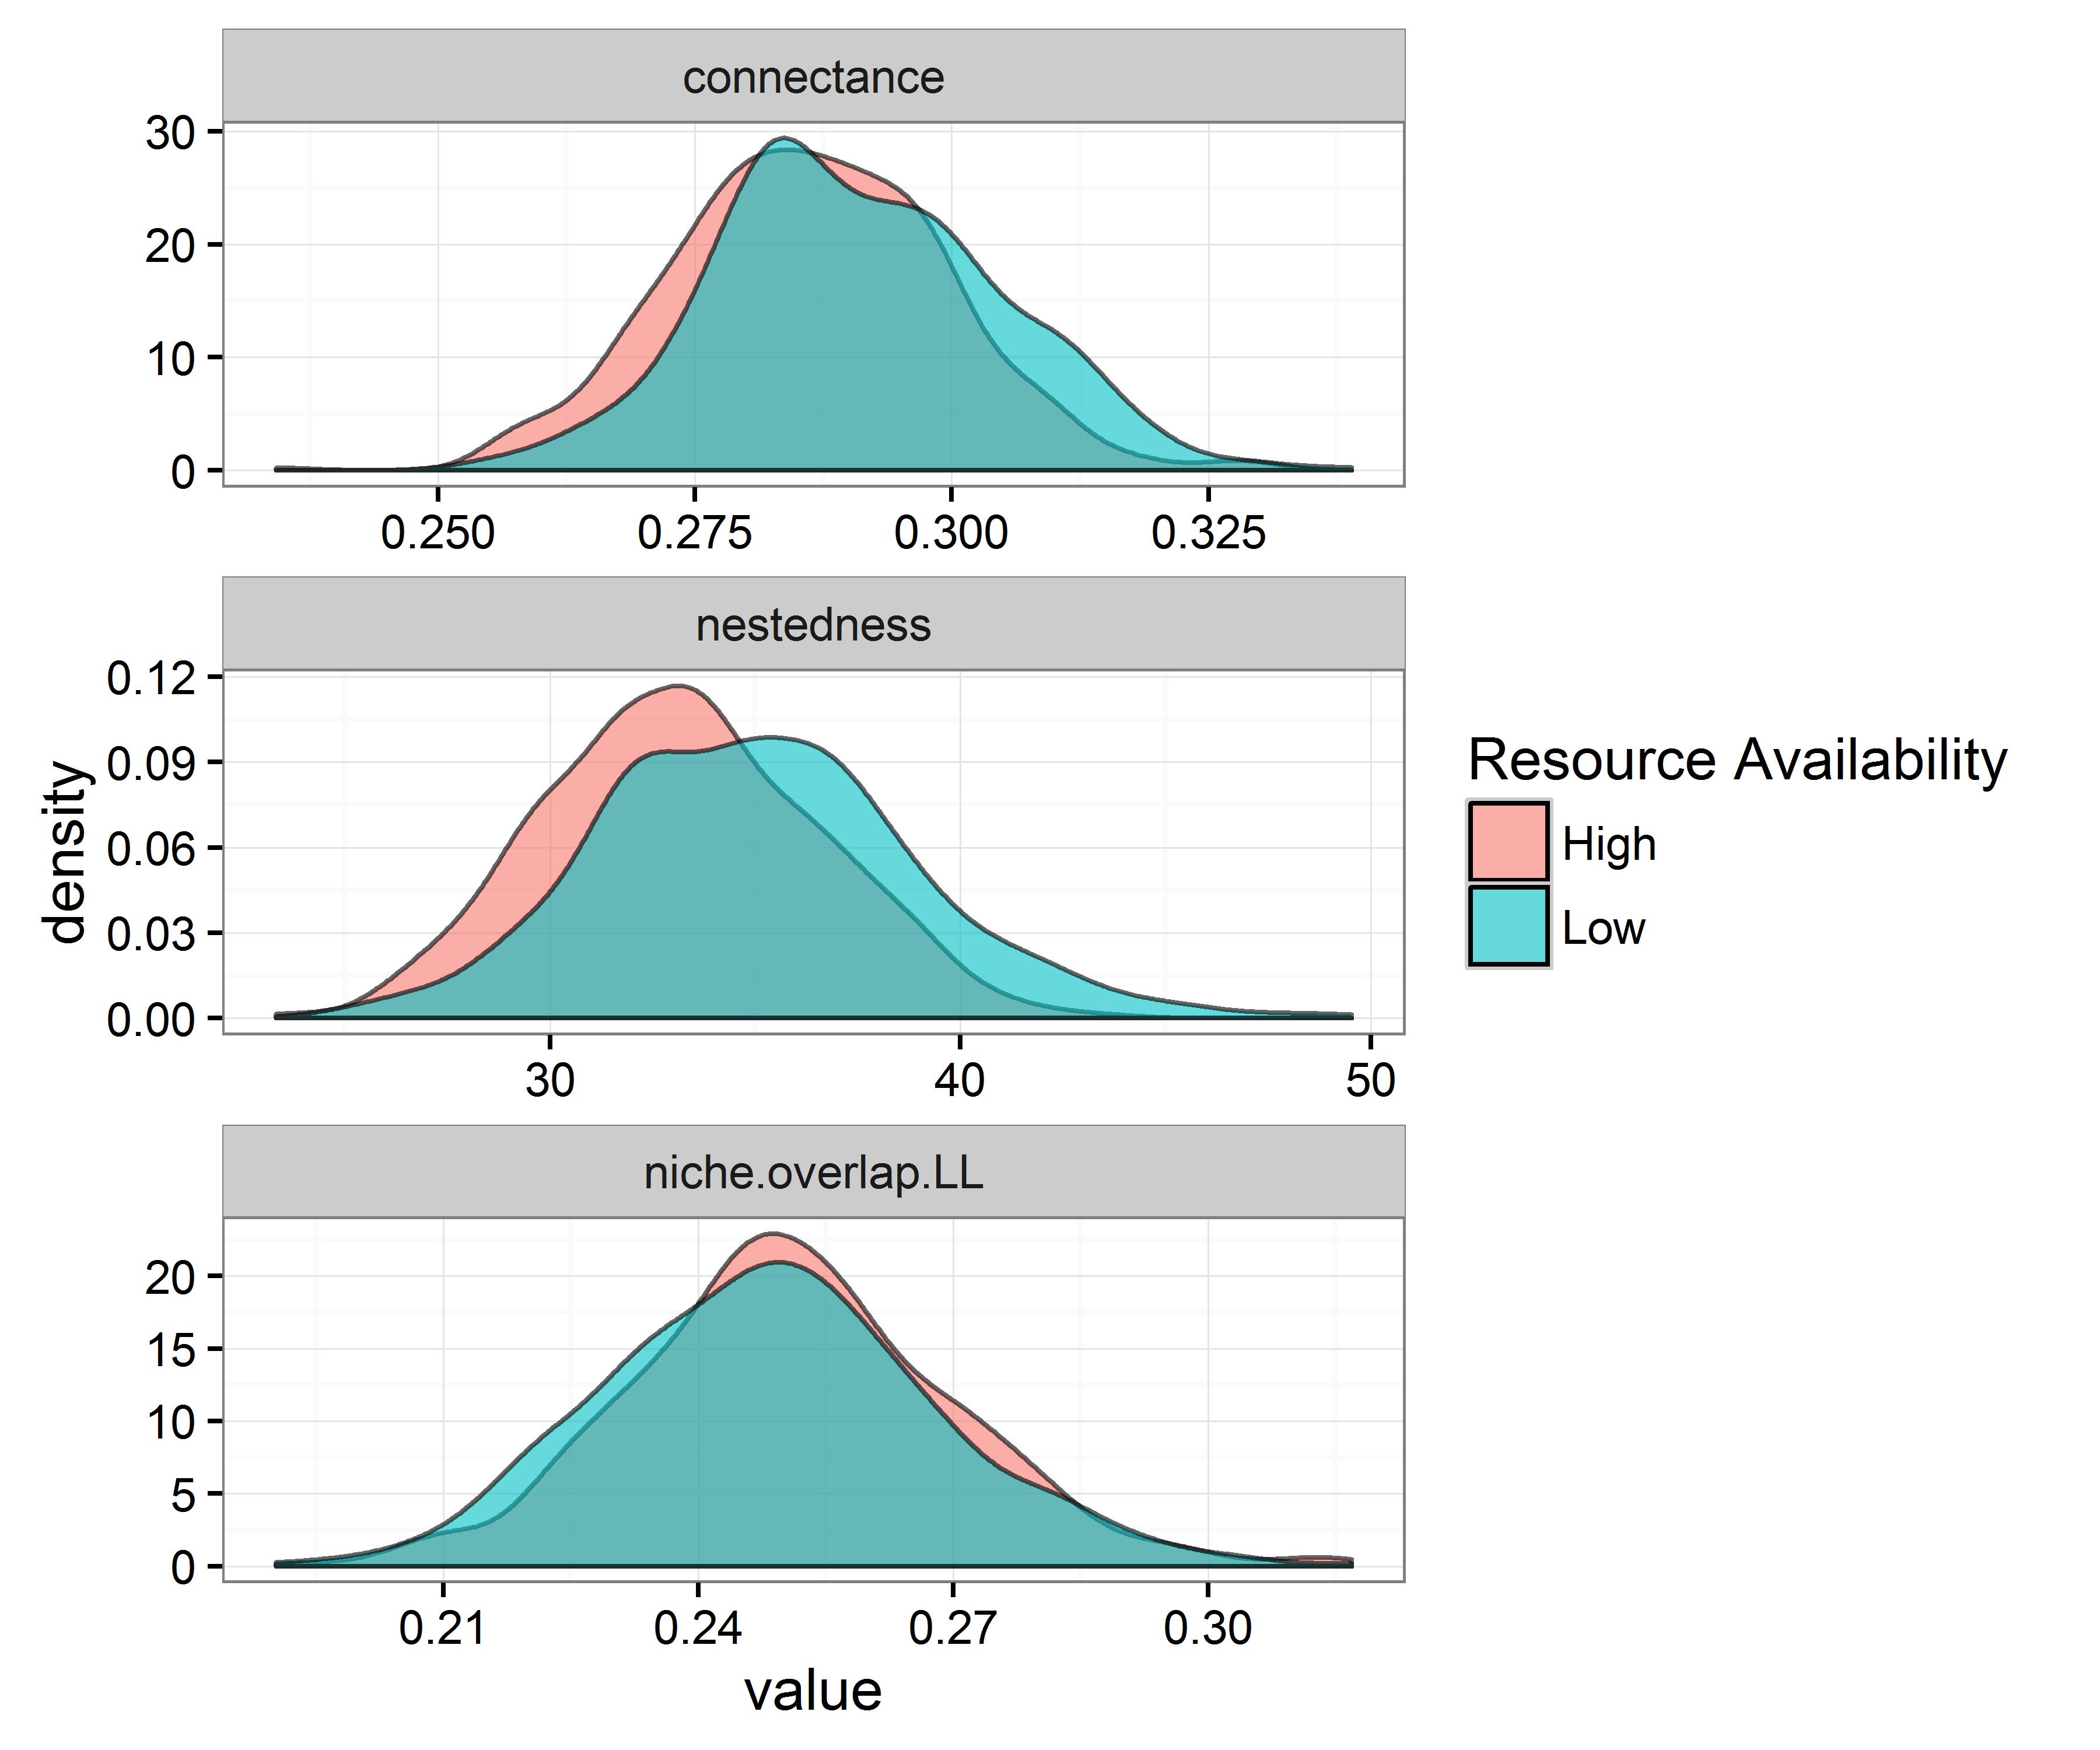 connectance
30
20
10
0
0.250 0.275 0.300 0.325
nestedness
0.12
0.09
0.06
0.03
0.00
30 40 50
density
Resource Availability
High
Low
niche.overlap.LL
20
15
10
5
0
0.21 0.24 0.27 0.30
value